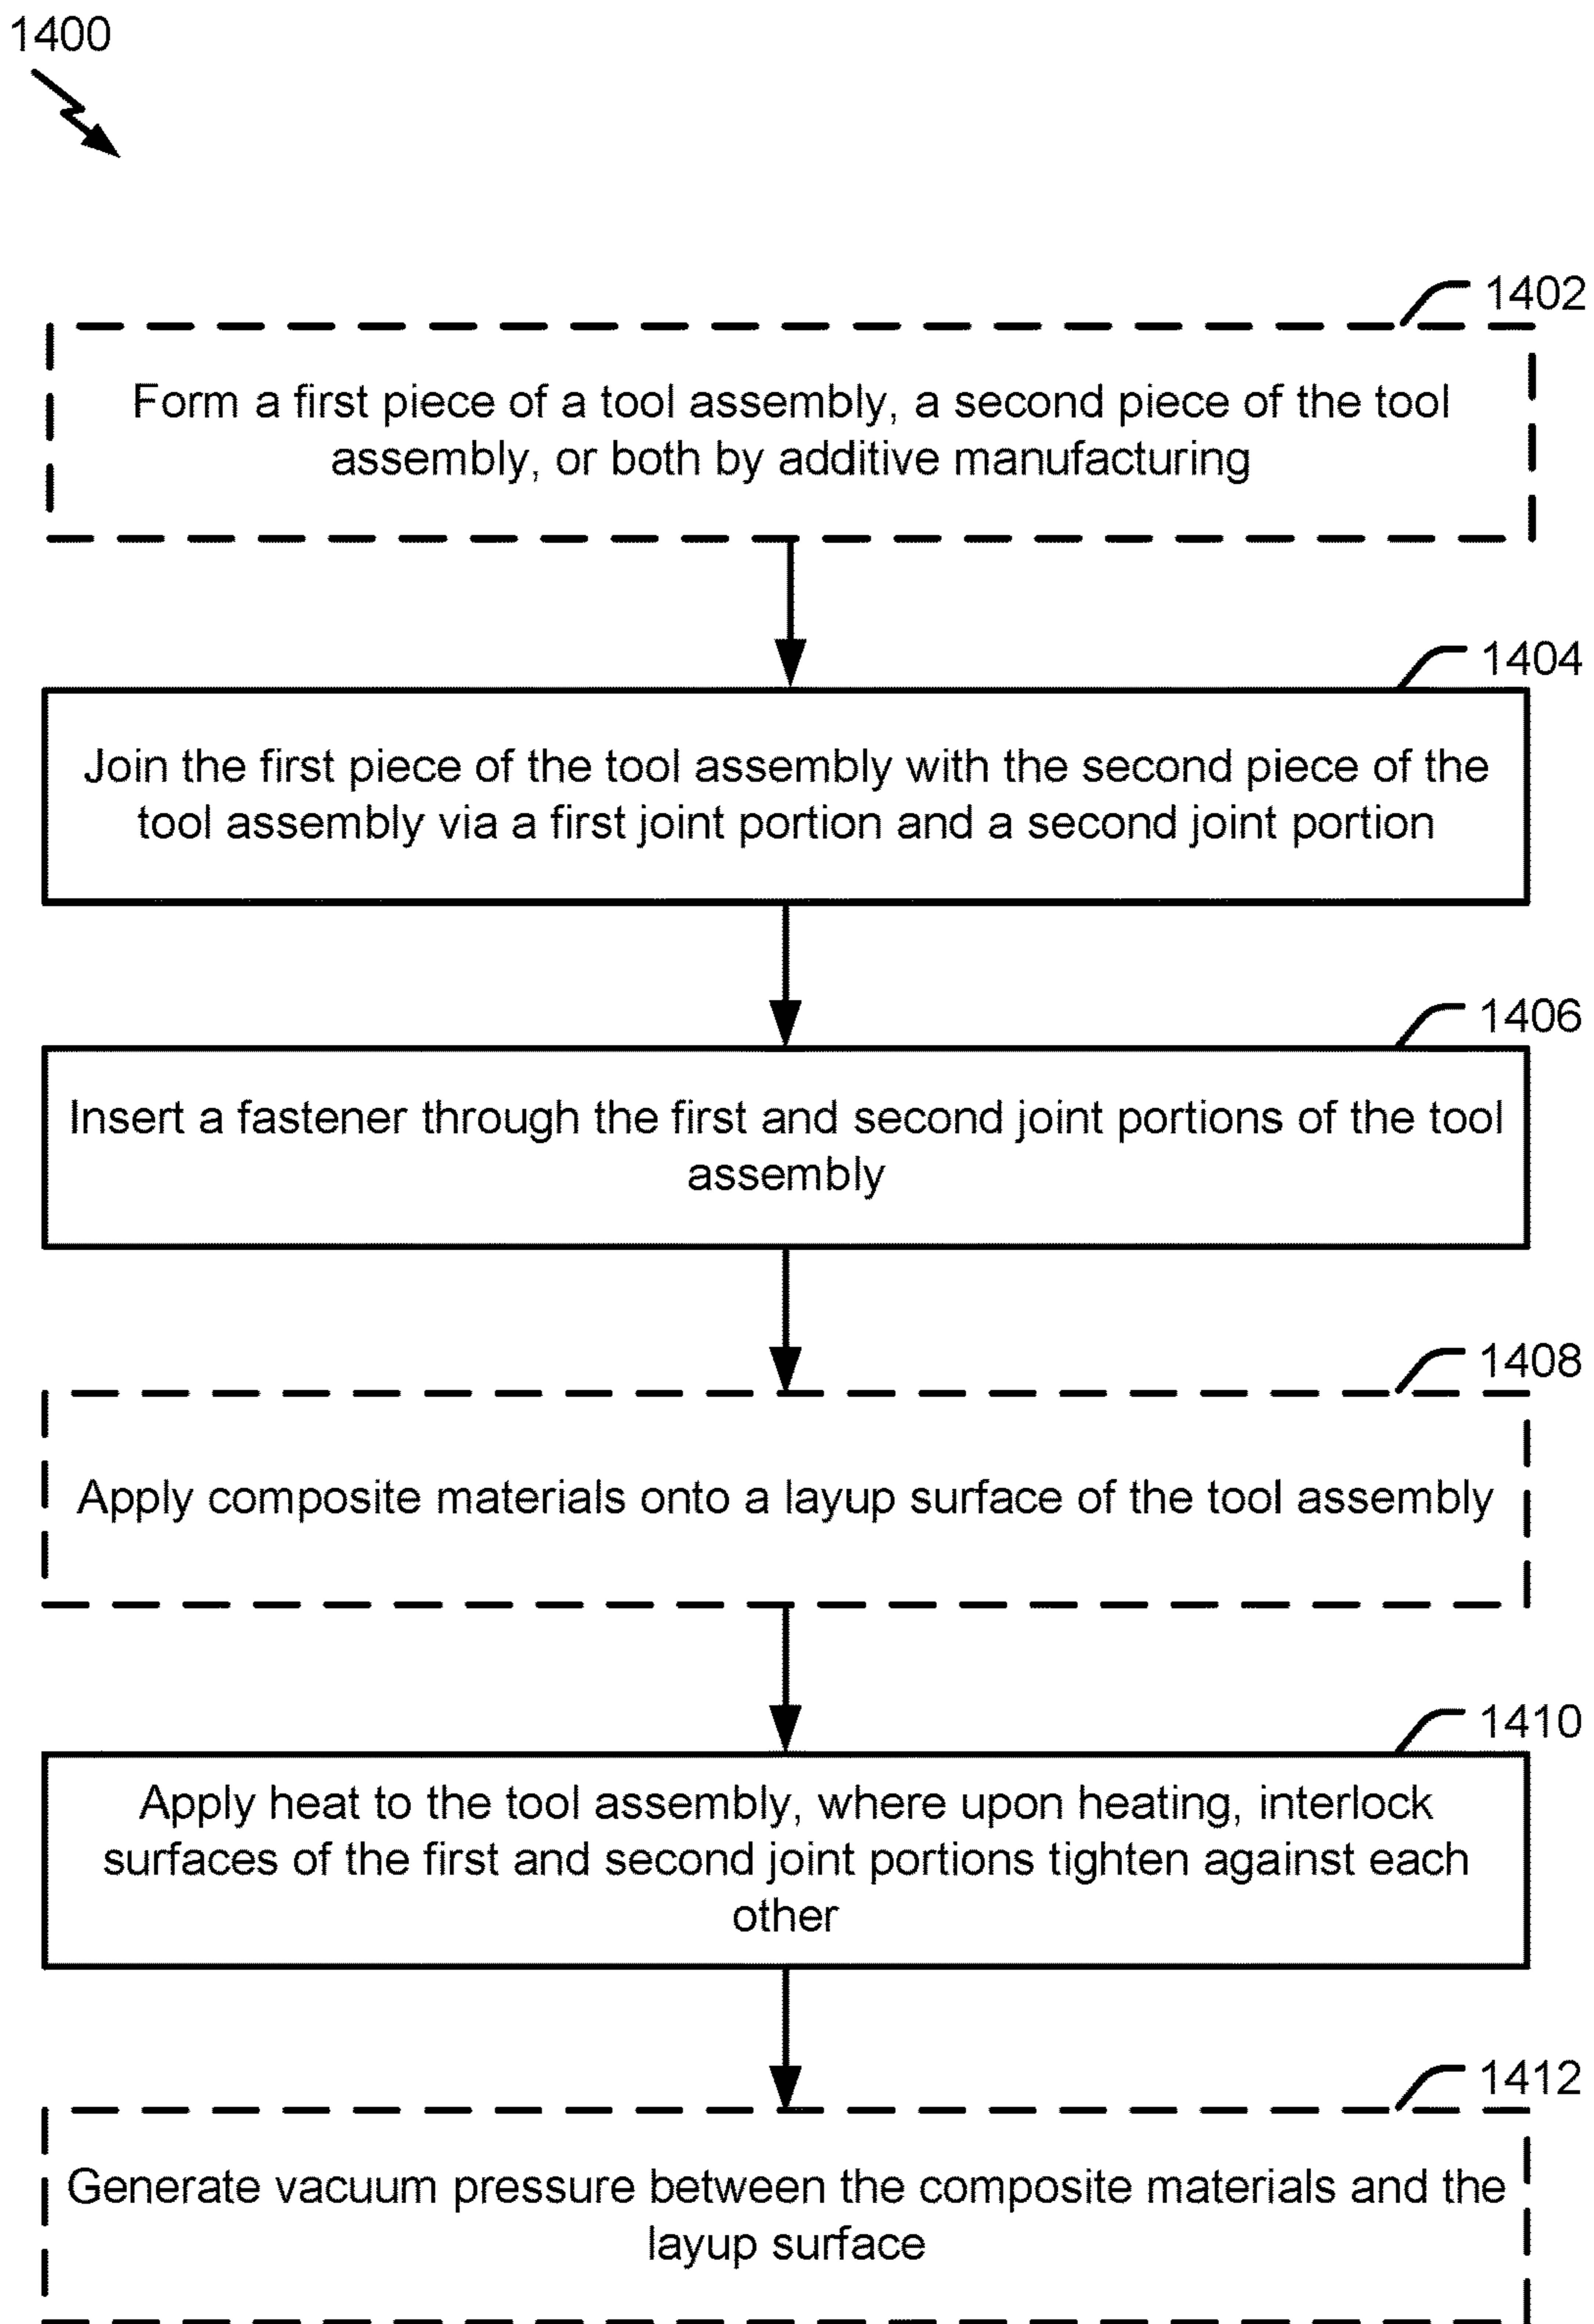 1400
1402
Form a first piece of a tool assembly, a second piece of the tool
assembly, or both by additive manufacturing
1404
Join the first piece of the tool assembly with the second piece of the
tool assembly via a first joint portion and a second joint portion
1406
Insert a fastener through the first and second joint portions of the tool
assembly
1408
Apply composite materials onto a layup surface of the tool assembly
1410
Apply heat to the tool assembly, where upon heating, interlock
surfaces of the first and second joint portions tighten against each
other
1412
Generate vacuum pressure between the composite materials and the
layup surface